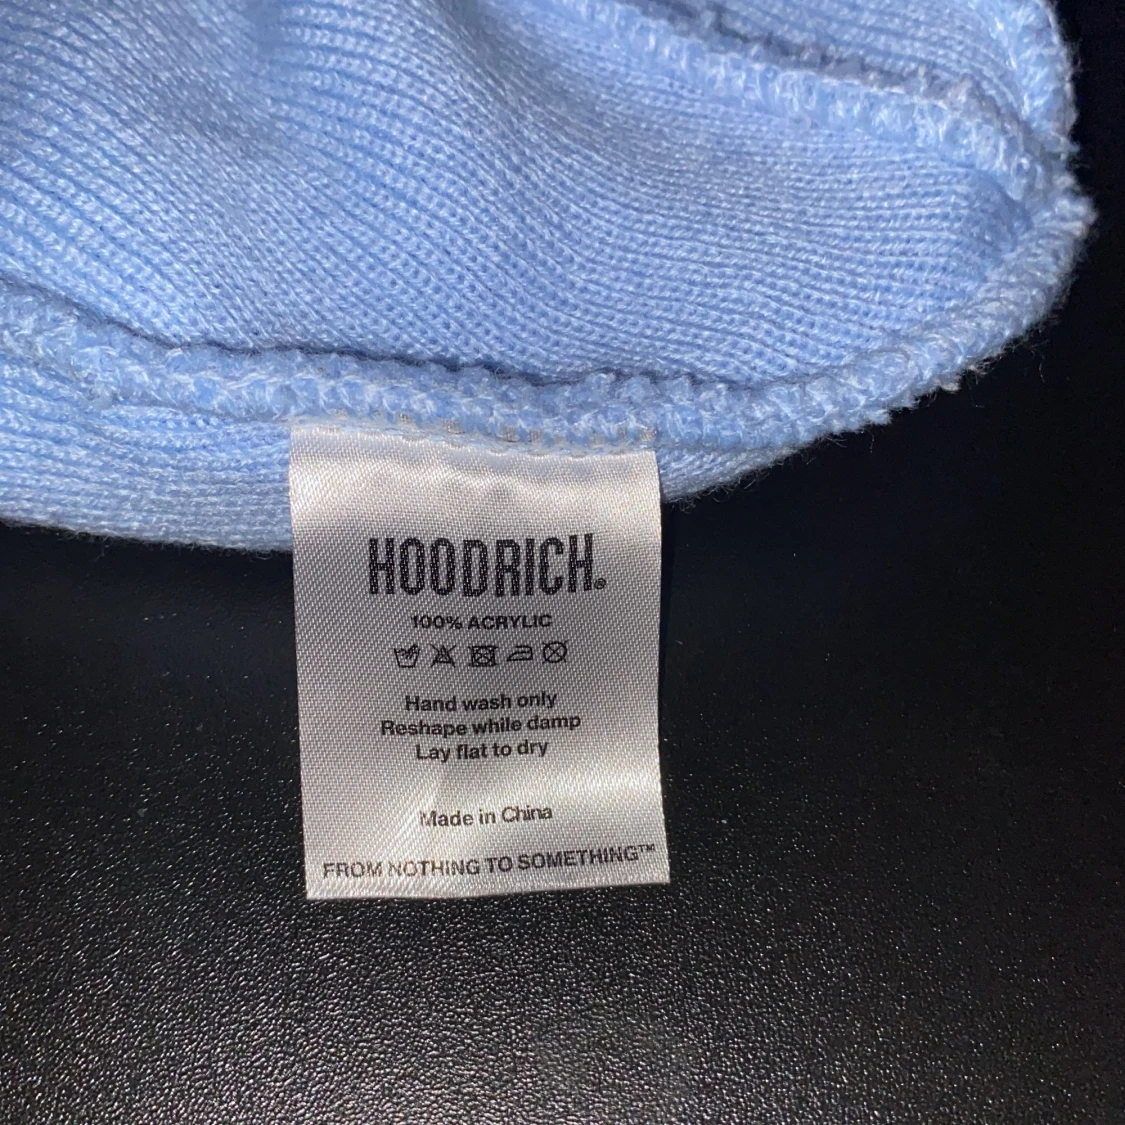 HOODRICH®
100% ACRYLIC
Hand wash only
Reshape while damp
Lay flat to dry
Made in China
FROM NOTHING TO SOMETHING™